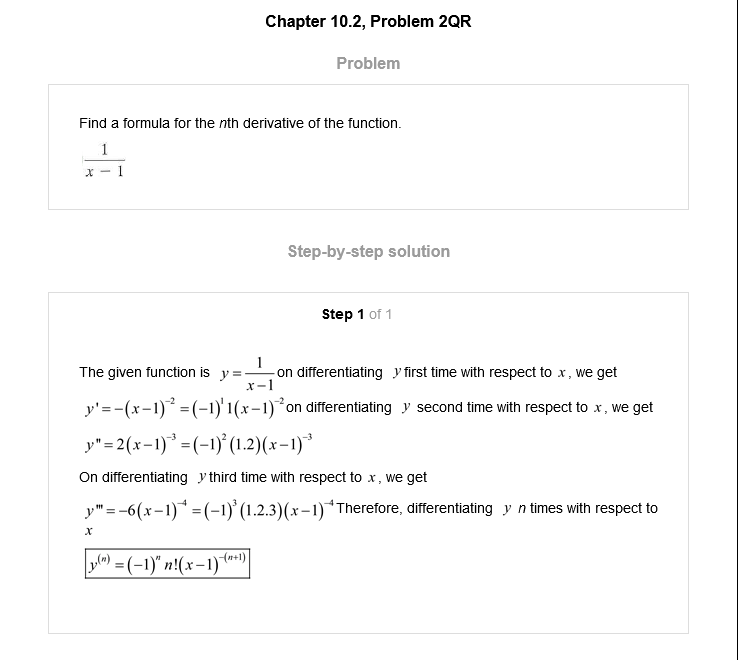 Chapter 10.2, Problem 2QR
Problem
Find a formula for the nth derivative of the function.
1
x − 1
Step-by-step solution
Step 1 of 1
The given function is y = 1/(x−1) on differentiating y first time with respect to x, we get
y' = −(x−1)⁻² = (−1)¹ 1(x−1)⁻² on differentiating y second time with respect to x, we get
y" = 2(x−1)⁻³ = (−1)² (1.2)(x−1)⁻³
On differentiating y third time with respect to x, we get
y''' = −6(x−1)⁻⁴ = (−1)³ (1.2.3)(x−1)⁻⁴ Therefore, differentiating y n times with respect to
x
y⁽ⁿ⁾ = (−1)ⁿ n!(x−1)⁻⁽ⁿ⁺¹⁾